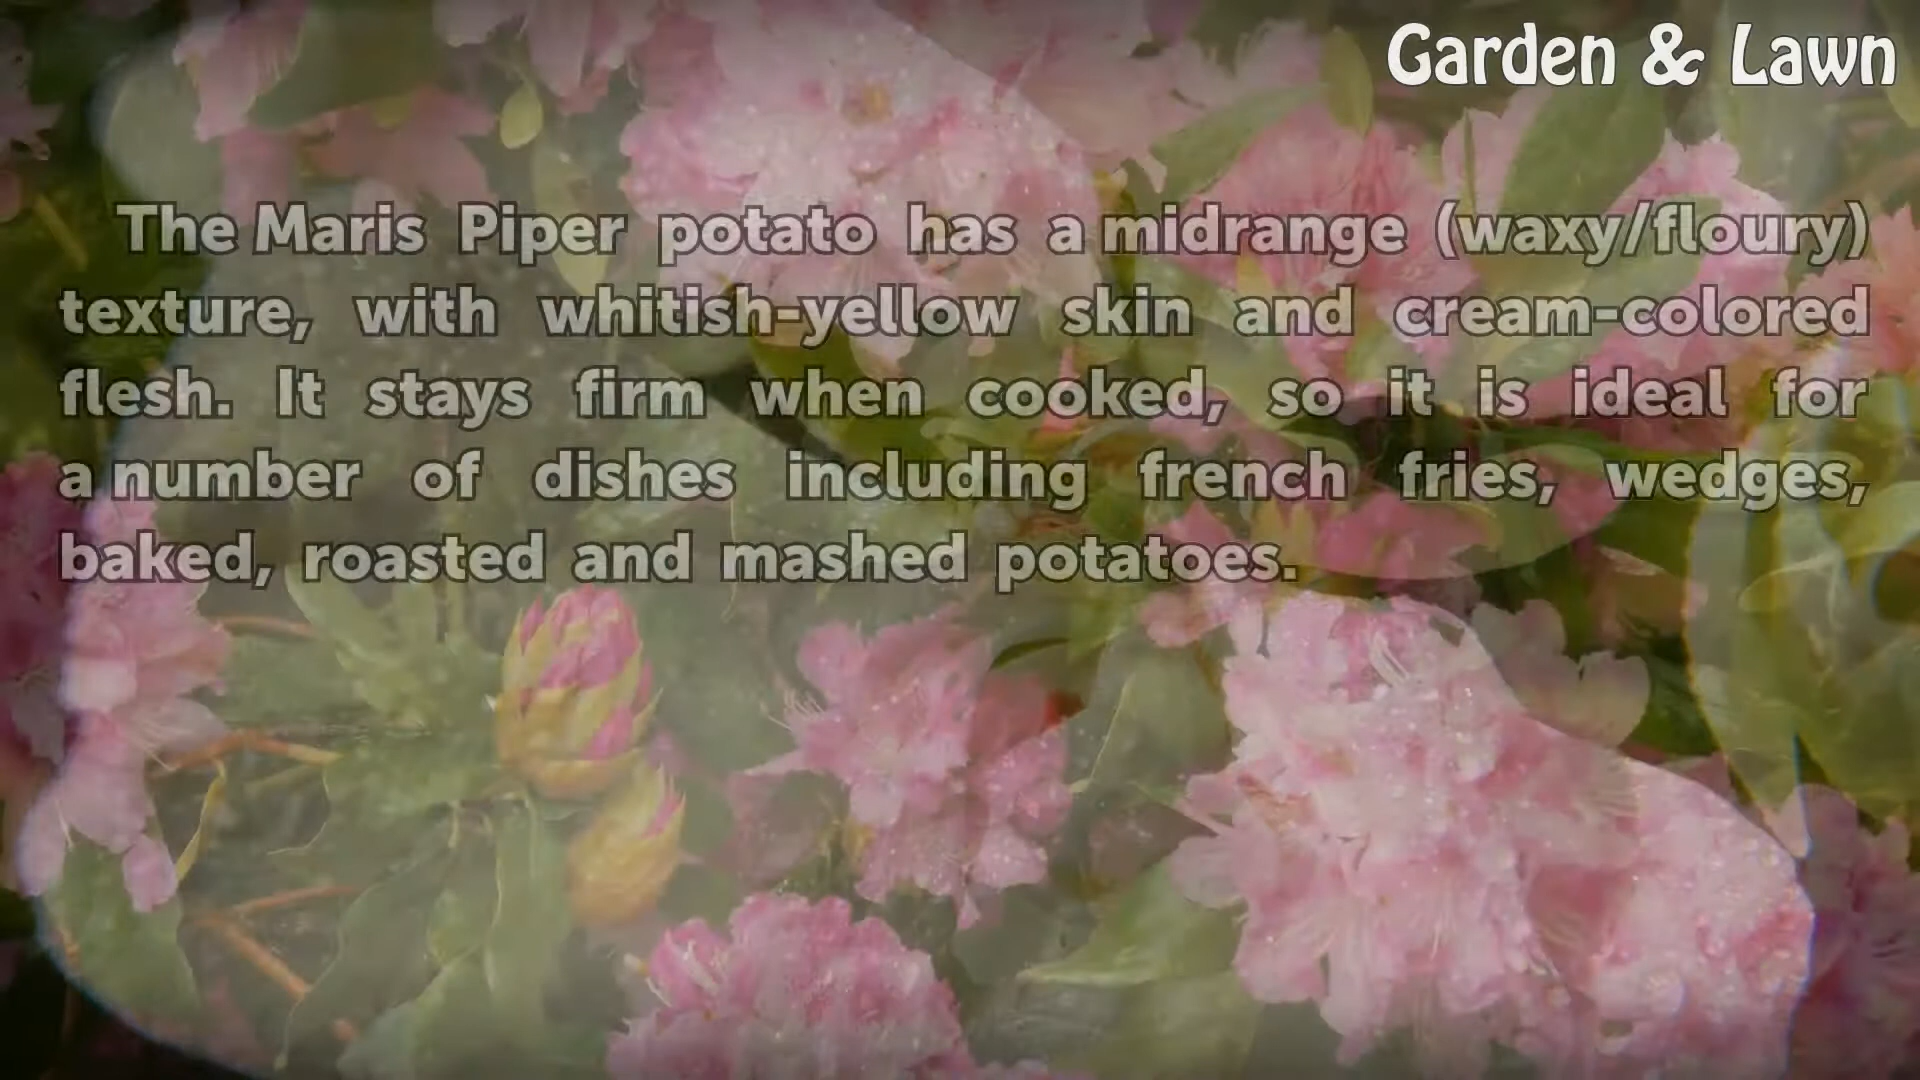 Garden & Lawn
The Maris Piper potato has a midrange (waxy/floury)
texture, with whitish-yellow skin and cream-colored
flesh. It stays firm when cooked, so it is ideal for
a number of dishes including french fries, wedges,
baked, roasted and mashed potatoes.